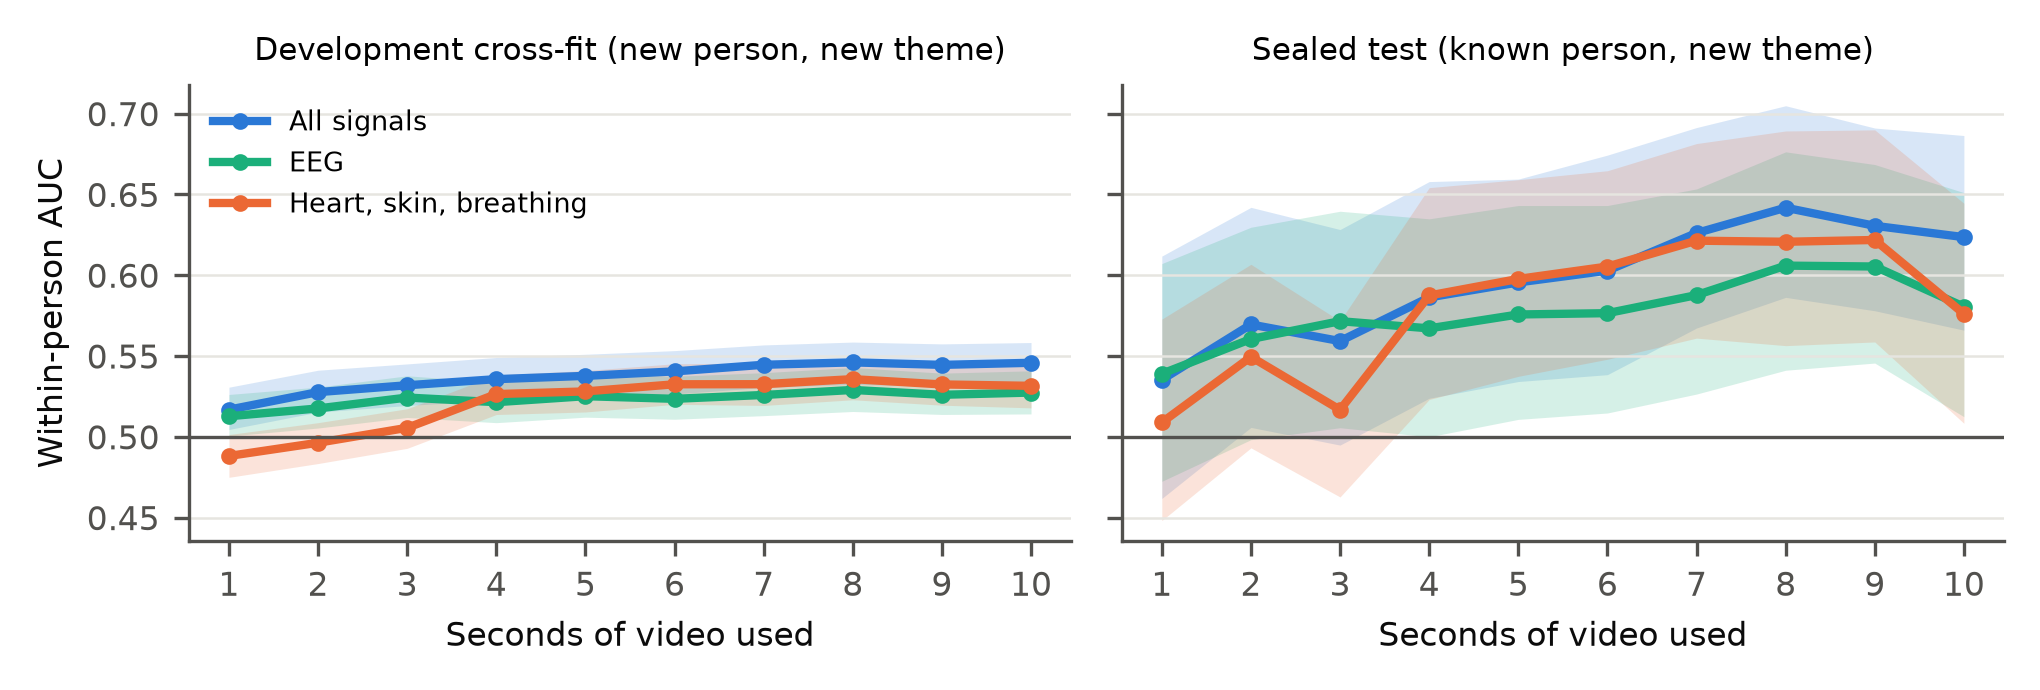 Development cross-fit (new person, new theme)
Sealed test (known person, new theme)
Within-person AUC
0.70
0.65
0.60
0.55
0.50
0.45
All signals
EEG
Heart, skin, breathing
1 2 3 4 5 6 7 8 9 10
1 2 3 4 5 6 7 8 9 10
Seconds of video used
Seconds of video used